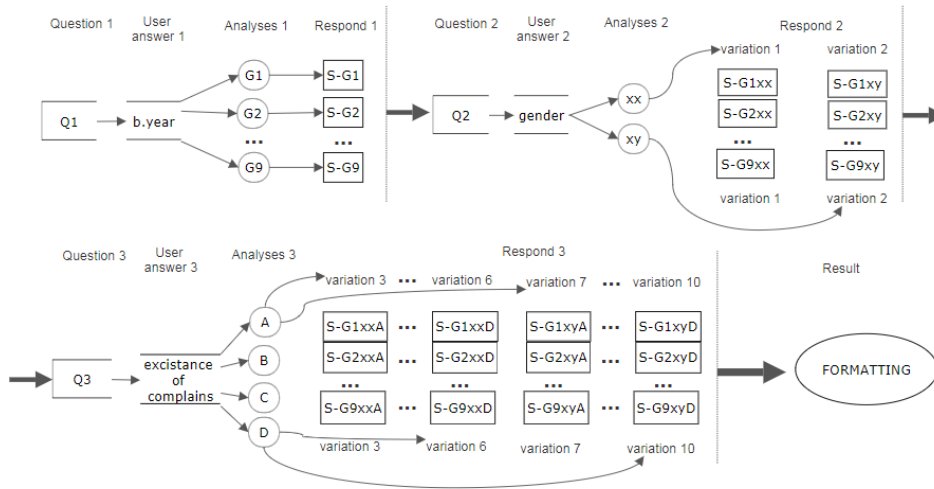 Question 1
User
answer 1
Analyses 1
Respond 1
Question 2
User
answer 2
Analyses 2
Respond 2
variation 1
variation 2
Q1
b.year
G1
G2
...
G9
S-G1
S-G2
...
S-G9
Q2
gender
xx
xy
S-G1xx
S-G2xx
...
S-G9xx
S-G1xy
S-G2xy
...
S-G9xy
variation 1
variation 2
Question 3
User
answer 3
Analyses 3
Respond 3
Result
variation 3 ... variation 6
variation 7 ... variation 10
Q3
excistance
of
complains
A
B
C
D
S-G1xxA ... S-G1xxD
S-G1xyA ... S-G1xyD
S-G2xxA ... S-G2xxD
S-G2xyA ... S-G2xyD
... ... ... ...
S-G9xxA ... S-G9xxD
S-G9xyA ... S-G9xyD
variation 3
variation 6
variation 7
variation 10
FORMATTING